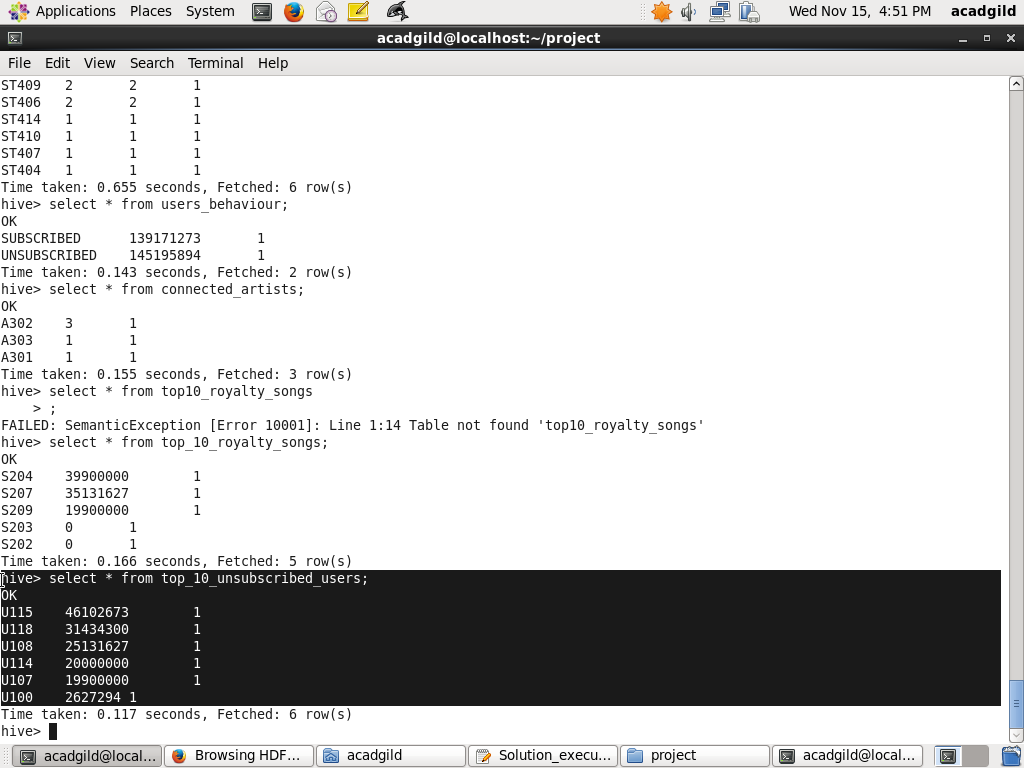 Applications Places System Wed Nov 15, 4:51 PM acadgild
acadgild@localhost:~/project
File Edit View Search Terminal Help
ST409 2 2 1
ST406 2 2 1
ST414 1 1 1
ST410 1 1 1
ST407 1 1 1
ST404 1 1 1
Time taken: 0.655 seconds, Fetched: 6 row(s)
hive> select * from users_behaviour;
OK
SUBSCRIBED 139171273 1
UNSUBSCRIBED 145195894 1
Time taken: 0.143 seconds, Fetched: 2 row(s)
hive> select * from connected_artists;
OK
A302 3 1
A303 1 1
A301 1 1
Time taken: 0.155 seconds, Fetched: 3 row(s)
hive> select * from top10_royalty_songs
> ;
FAILED: SemanticException [Error 10001]: Line 1:14 Table not found 'top10_royalty_songs'
hive> select * from top_10_royalty_songs;
OK
S204 39900000 1
S207 35131627 1
S209 19900000 1
S203 0 1
S202 0 1
Time taken: 0.166 seconds, Fetched: 5 row(s)
hive> select * from top_10_unsubscribed_users;
OK
U115 46102673 1
U118 31434300 1
U108 25131627 1
U114 20000000 1
U107 19900000 1
U100 2627294 1
Time taken: 0.117 seconds, Fetched: 6 row(s)
hive>
acadgild@local... Browsing HDF... acadgild Solution_execu... project acadgild@local...